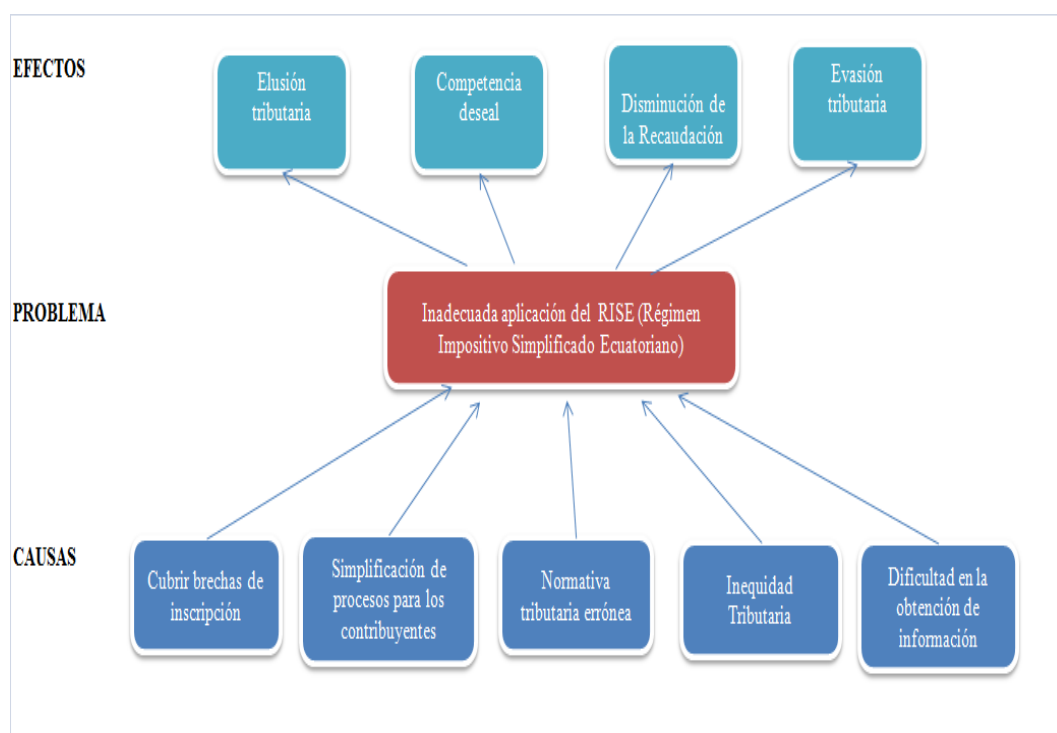 EFECTOS
Elusión
tributaria
Competencia
deseal
Disminución de
la Recaudación
Evasión
tributaria
PROBLEMA
Inadecuada aplicación del RISE (Régimen
Impositivo Simplificado Ecuatoriano)
CAUSAS
Cubrir brechas de
inscripción
Simplificación de
procesos para los
contribuyentes
Normativa
tributaria errónea
Inequidad
Tributaria
Dificultad en la
obtención de
información